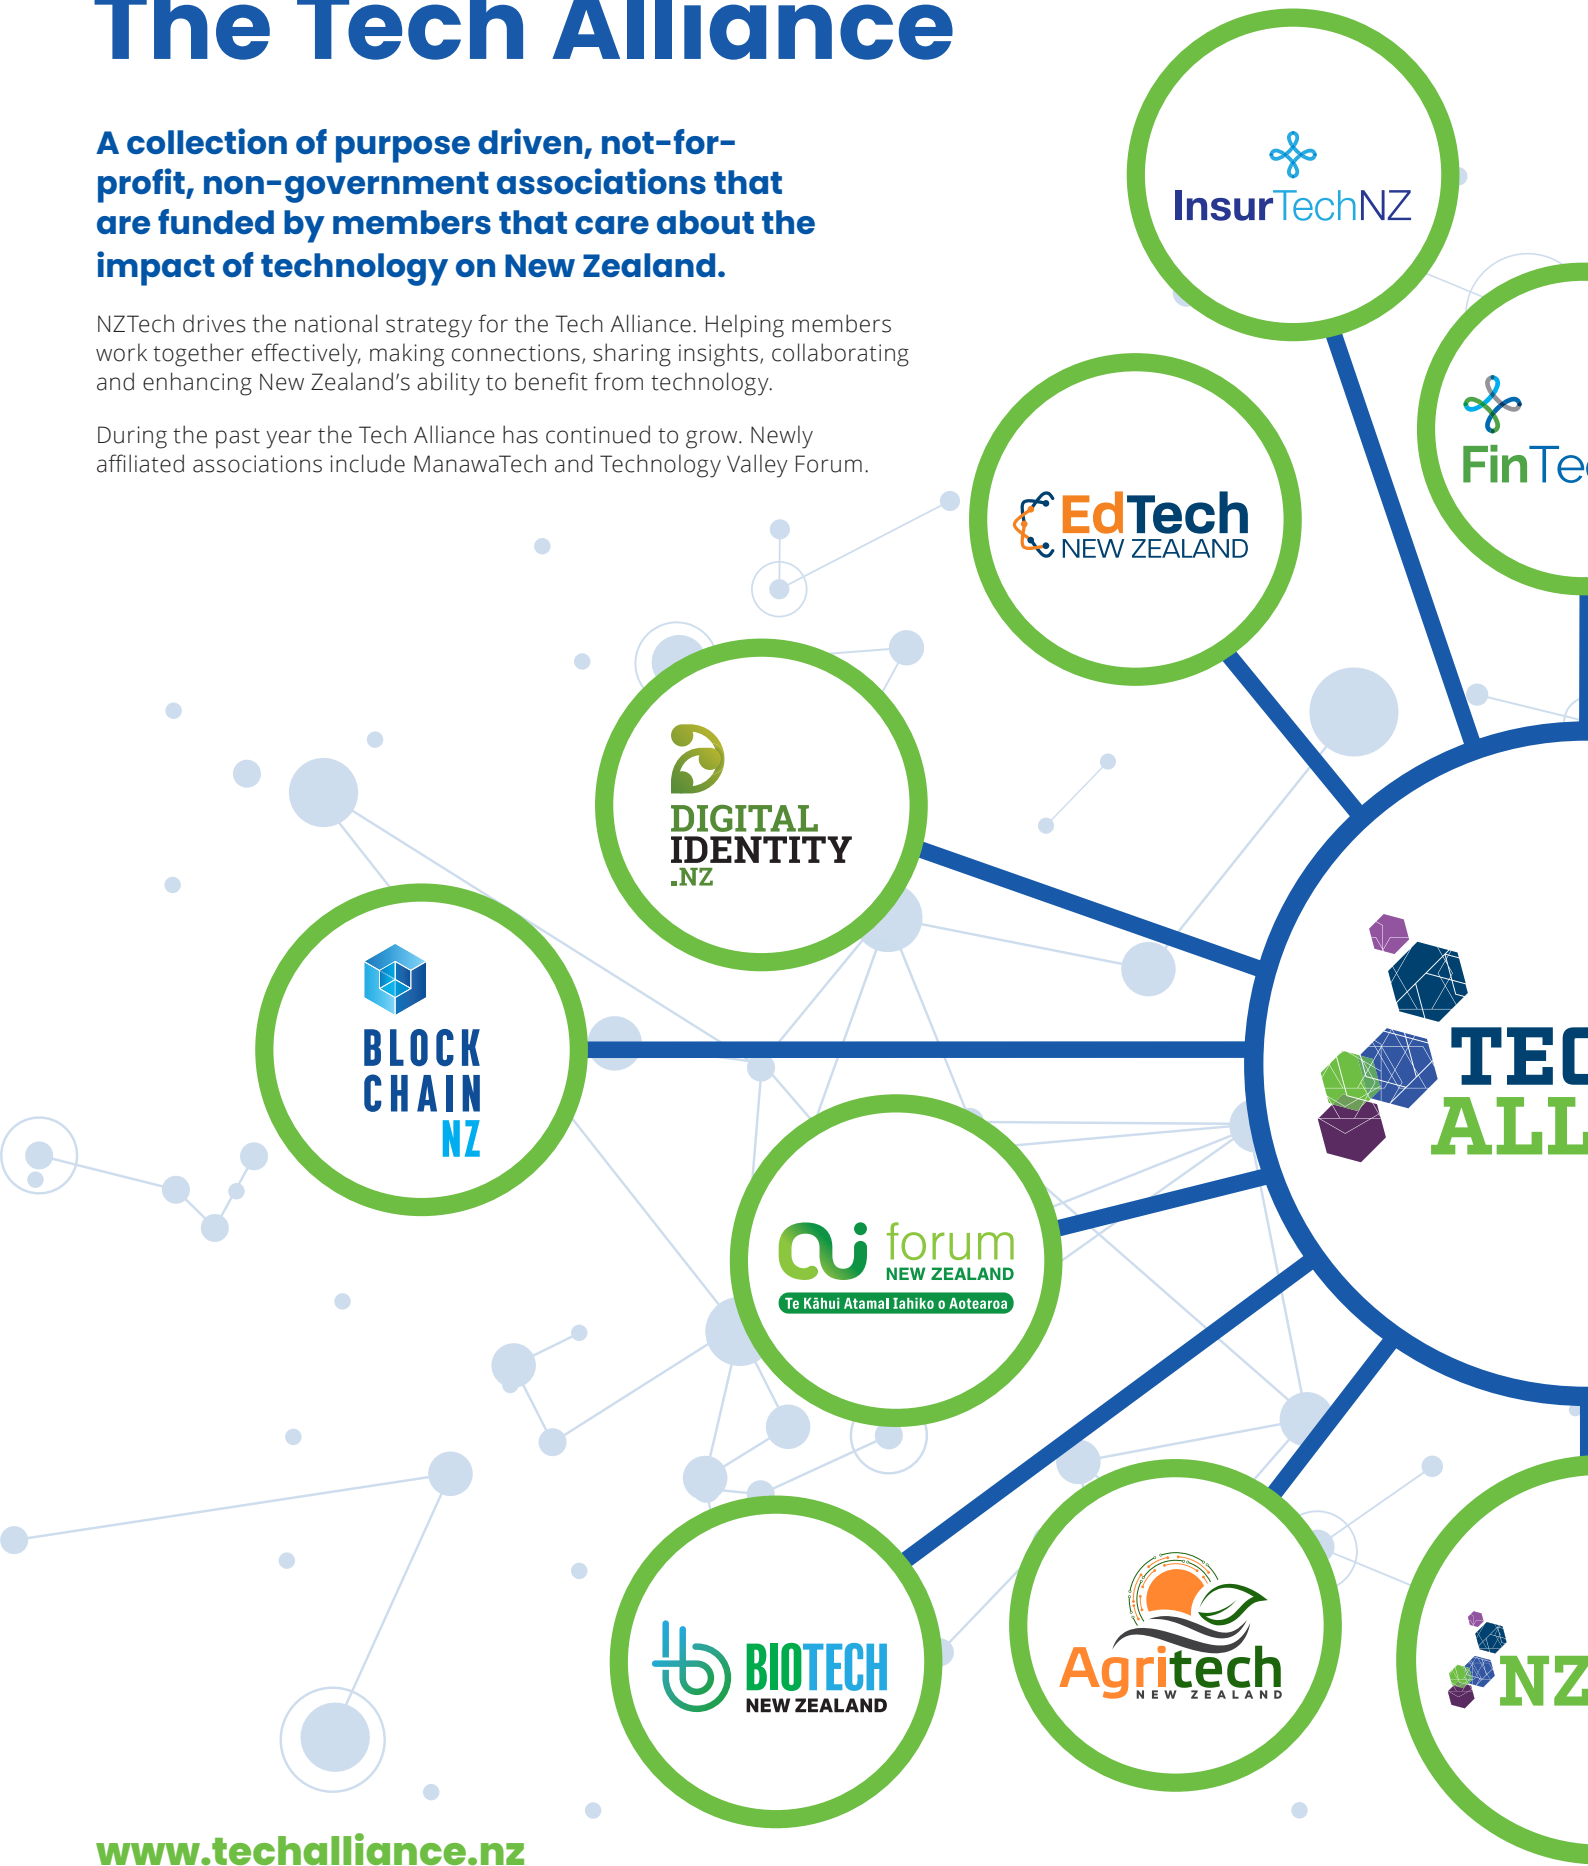 The Tech Alliance
A collection of purpose driven, not-for-
profit, non-government associations that
are funded by members that care about the
impact of technology on New Zealand.
NZTech drives the national strategy for the Tech Alliance. Helping members
work together effectively, making connections, sharing insights, collaborating
and enhancing New Zealand’s ability to benefit from technology.
During the past year the Tech Alliance has continued to grow. Newly
affiliated associations include ManawaTech and Technology Valley Forum.
InsurTechNZ
FinTec
EdTech
NEW ZEALAND
DIGITAL
IDENTITY
.NZ
BLOCK
CHAIN
NZ
TEC
ALL
ai forum
NEW ZEALAND
Te Kāhui Atamai Iahiko o Aotearoa
BIOTECH
NEW ZEALAND
Agritech
NEW ZEALAND
NZ
www.techalliance.nz